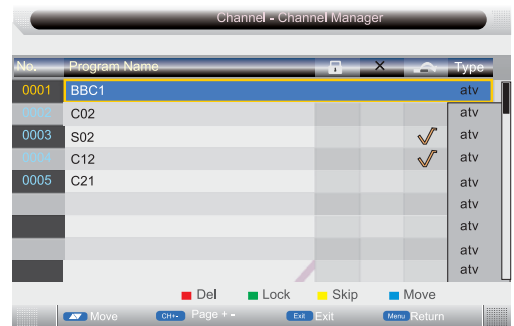 Channel - Channel Manager
No. Program Name × Type
0001 BBC1 atv
0002 C02 atv
0003 S02 atv
0004 C12 atv
0005 C21 atv
atv
atv
atv
atv
Del Lock Skip Move
Move CH+- Page + - Exit Exit Menu Return